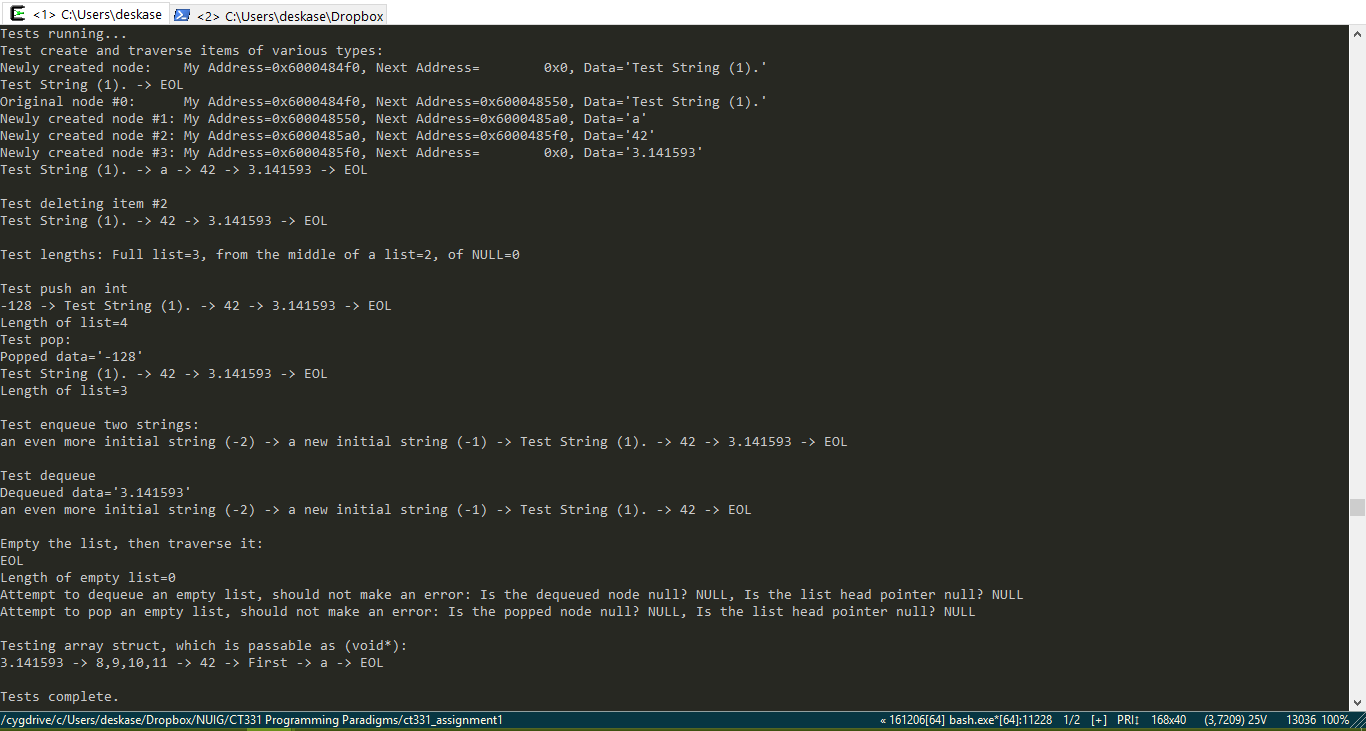 <1> C:\Users\deskase <2> C:\Users\deskase\Dropbox
Tests running...
Test create and traverse items of various types:
Newly created node:    My Address=0x6000484f0, Next Address=        0x0, Data='Test String (1).'
Test String (1). -> EOL
Original node #0:      My Address=0x6000484f0, Next Address=0x600048550, Data='Test String (1).'
Newly created node #1: My Address=0x600048550, Next Address=0x6000485a0, Data='a'
Newly created node #2: My Address=0x6000485a0, Next Address=0x6000485f0, Data='42'
Newly created node #3: My Address=0x6000485f0, Next Address=        0x0, Data='3.141593'
Test String (1). -> a -> 42 -> 3.141593 -> EOL
Test deleting item #2
Test String (1). -> 42 -> 3.141593 -> EOL
Test lengths: Full list=3, from the middle of a list=2, of NULL=0
Test push an int
-128 -> Test String (1). -> 42 -> 3.141593 -> EOL
Length of list=4
Test pop:
Popped data='-128'
Test String (1). -> 42 -> 3.141593 -> EOL
Length of list=3
Test enqueue two strings:
an even more initial string (-2) -> a new initial string (-1) -> Test String (1). -> 42 -> 3.141593 -> EOL
Test dequeue
Dequeued data='3.141593'
an even more initial string (-2) -> a new initial string (-1) -> Test String (1). -> 42 -> EOL
Empty the list, then traverse it:
EOL
Length of empty list=0
Attempt to dequeue an empty list, should not make an error: Is the dequeued node null? NULL, Is the list head pointer null? NULL
Attempt to pop an empty list, should not make an error: Is the popped node null? NULL, Is the list head pointer null? NULL
Testing array struct, which is passable as (void*):
3.141593 -> 8,9,10,11 -> 42 -> First -> a -> EOL
Tests complete.
/cygdrive/c/Users/deskase/Dropbox/NUIG/CT331 Programming Paradigms/ct331_assignment1 « 161206[64] bash.exe*[64]:11228 1/2 [+] PRI↕ 168x40 (3,7209) 25V 13036 100%